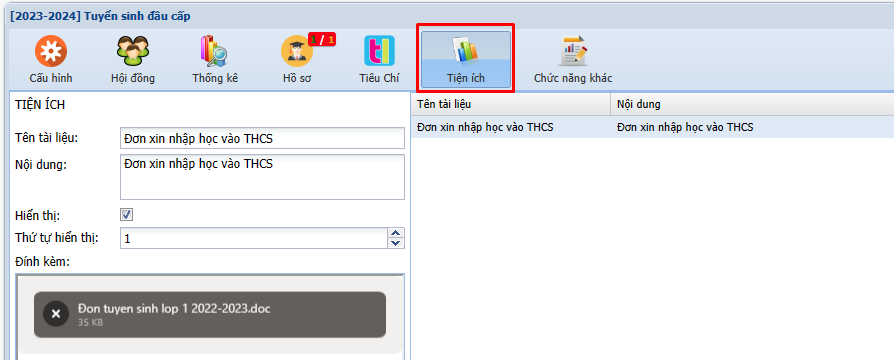 [2023-2024] Tuyển sinh đầu cấp
Cấu hình
Hội đồng
Thống kê
1 / 1
Hồ sơ
tl
Tiêu Chí
Tiện ích
Chức năng khác
TIỆN ÍCH
Tên tài liệu:
Đơn xin nhập học vào THCS
Nội dung:
Đơn xin nhập học vào THCS
Hiển thị:
Thứ tự hiển thị:
1
Đính kèm:
Đon tuyen sinh lop 1 2022-2023.doc
35 KB
Tên tài liệu
Nội dung
Đơn xin nhập học vào THCS
Đơn xin nhập học vào THCS